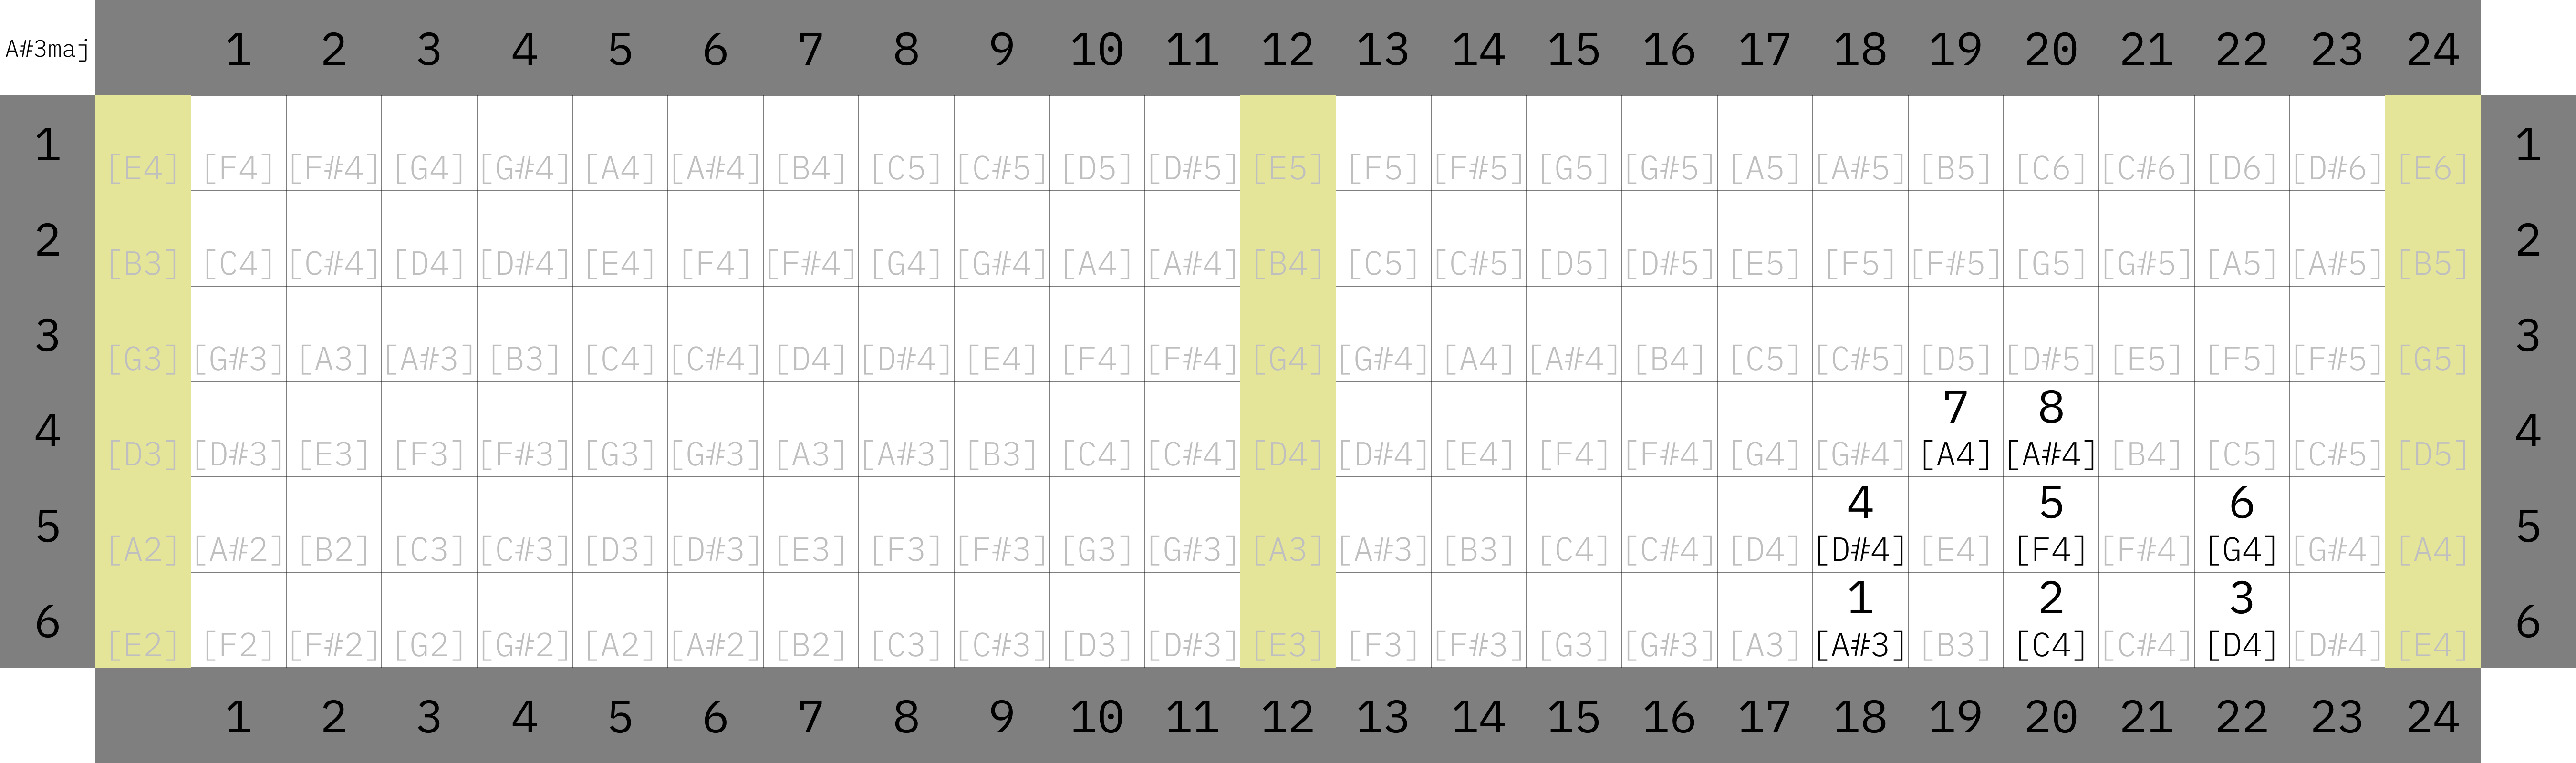 A#3maj 1 2 3 4 5 6 7 8 9 10 11 12 13 14 15 16 17 18 19 20 21 22 23 24
1 [E4] [F4] [F#4] [G4] [G#4] [A4] [A#4] [B4] [C5] [C#5] [D5] [D#5] [E5] [F5] [F#5] [G5] [G#5] [A5] [A#5] [B5] [C6] [C#6] [D6] [D#6] [E6] 1
2 [B3] [C4] [C#4] [D4] [D#4] [E4] [F4] [F#4] [G4] [G#4] [A4] [A#4] [B4] [C5] [C#5] [D5] [D#5] [E5] [F5] [F#5] [G5] [G#5] [A5] [A#5] [B5] 2
3 [G3] [G#3] [A3] [A#3] [B3] [C4] [C#4] [D4] [D#4] [E4] [F4] [F#4] [G4] [G#4] [A4] [A#4] [B4] [C5] [C#5] [D5] [D#5] [E5] [F5] [F#5] [G5] 3
7 8
4 [D3] [D#3] [E3] [F3] [F#3] [G3] [G#3] [A3] [A#3] [B3] [C4] [C#4] [D4] [D#4] [E4] [F4] [F#4] [G4] [G#4] [A4] [A#4] [B4] [C5] [C#5] [D5] 4
4 5 6
5 [A2] [A#2] [B2] [C3] [C#3] [D3] [D#3] [E3] [F3] [F#3] [G3] [G#3] [A3] [A#3] [B3] [C4] [C#4] [D4] [D#4] [E4] [F4] [F#4] [G4] [G#4] [A4] 5
1 2 3
6 [E2] [F2] [F#2] [G2] [G#2] [A2] [A#2] [B2] [C3] [C#3] [D3] [D#3] [E3] [F3] [F#3] [G3] [G#3] [A3] [A#3] [B3] [C4] [C#4] [D4] [D#4] [E4] 6
1 2 3 4 5 6 7 8 9 10 11 12 13 14 15 16 17 18 19 20 21 22 23 24